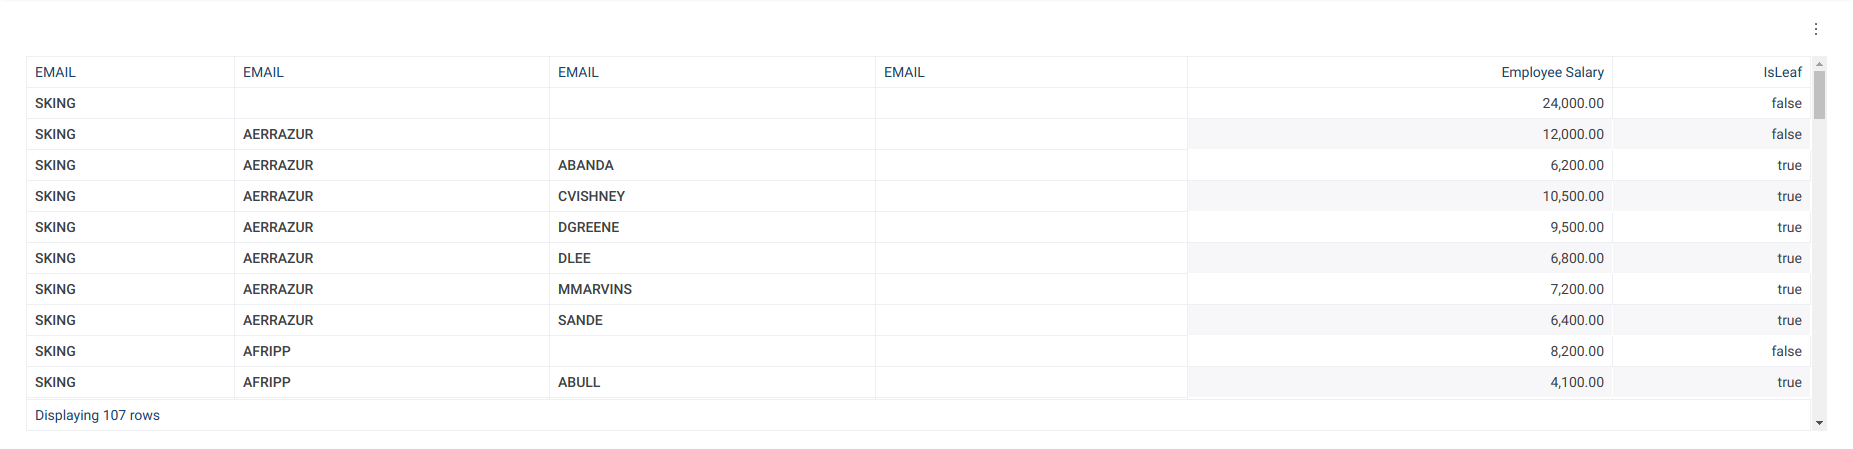 EMAIL EMAIL EMAIL EMAIL Employee Salary IsLeaf
SKING 24,000.00 false
SKING AERRAZUR 12,000.00 false
SKING AERRAZUR ABANDA 6,200.00 true
SKING AERRAZUR CVISHNEY 10,500.00 true
SKING AERRAZUR DGREENE 9,500.00 true
SKING AERRAZUR DLEE 6,800.00 true
SKING AERRAZUR MMARVINS 7,200.00 true
SKING AERRAZUR SANDE 6,400.00 true
SKING AFRIPP 8,200.00 false
SKING AFRIPP ABULL 4,100.00 true
Displaying 107 rows